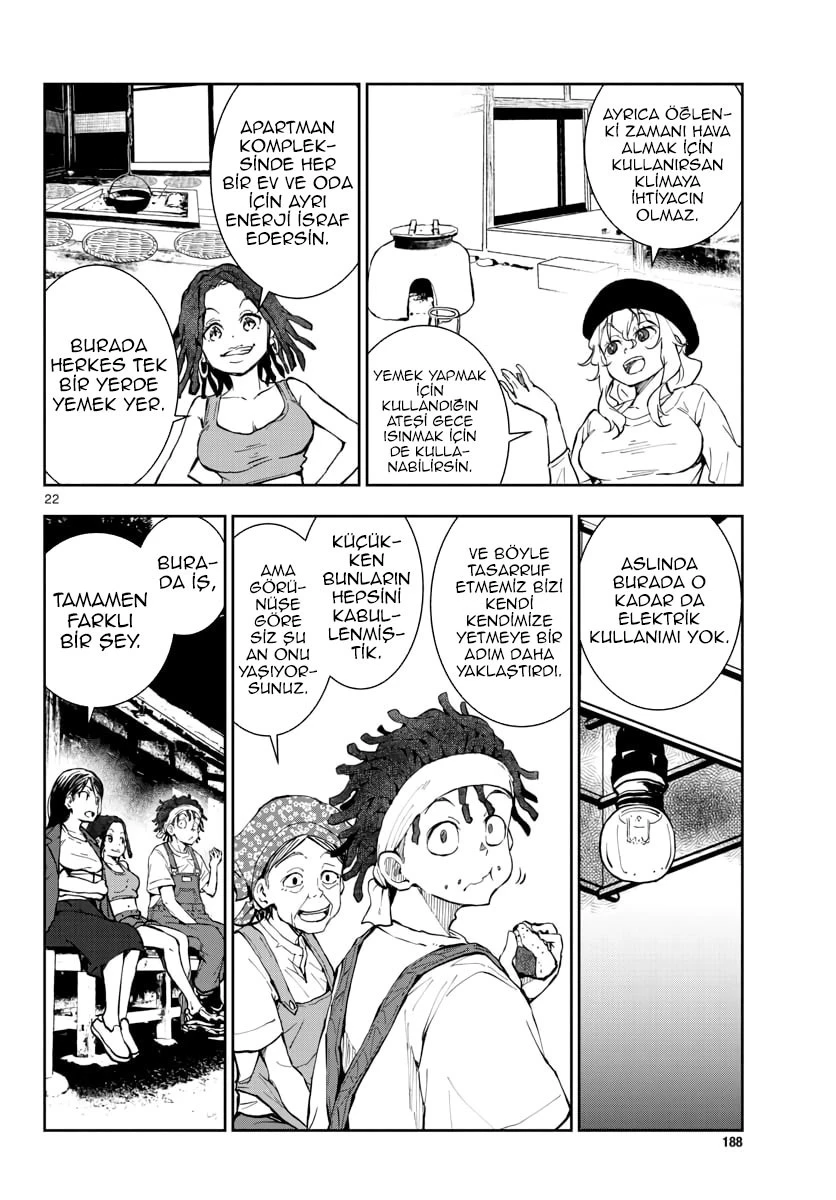 AYRICA ÖĞLEN-
Kİ ZAMANI HAVA
ALMAK İÇİN
KULLANIRSAN
KLİMAYA
İHTİYACIN
OLMAZ.
YEMEK YAPMAK
İÇİN
KULLANDIĞIN
ATEŞİ GECE
ISINMAK İÇİN
DE KULLA-
NABİLİRSİN.
APARTMAN
KOMPLEK-
SİNDE HER
BİR EV VE ODA
İÇİN AYRI
ENERJİ İSRAF
EDERSİN.
BURADA
HERKES TEK
BİR YERDE
YEMEK YER.
22
ASLINDA
BURADA O
KADAR DA
ELEKTRİK
KULLANIMI YOK.
VE BÖYLE
TASARRUF
ETMEMİZ BİZİ
KENDİ
KENDİMİZE
YETMEYE BİR
ADIM DAHA
YAKLAŞTIRDI.
KÜÇÜK-
KEN
BUNLARIN
HEPSİNİ
KABUL-
LENMİŞ-
TİK.
AMA
GÖRÜ-
NÜŞE
GÖRE
SİZ ŞU
AN ONU
YAŞIYOR-
SUNUZ.
BURA-
DA İŞ,
TAMAMEN
FARKLI
BİR ŞEY.
188